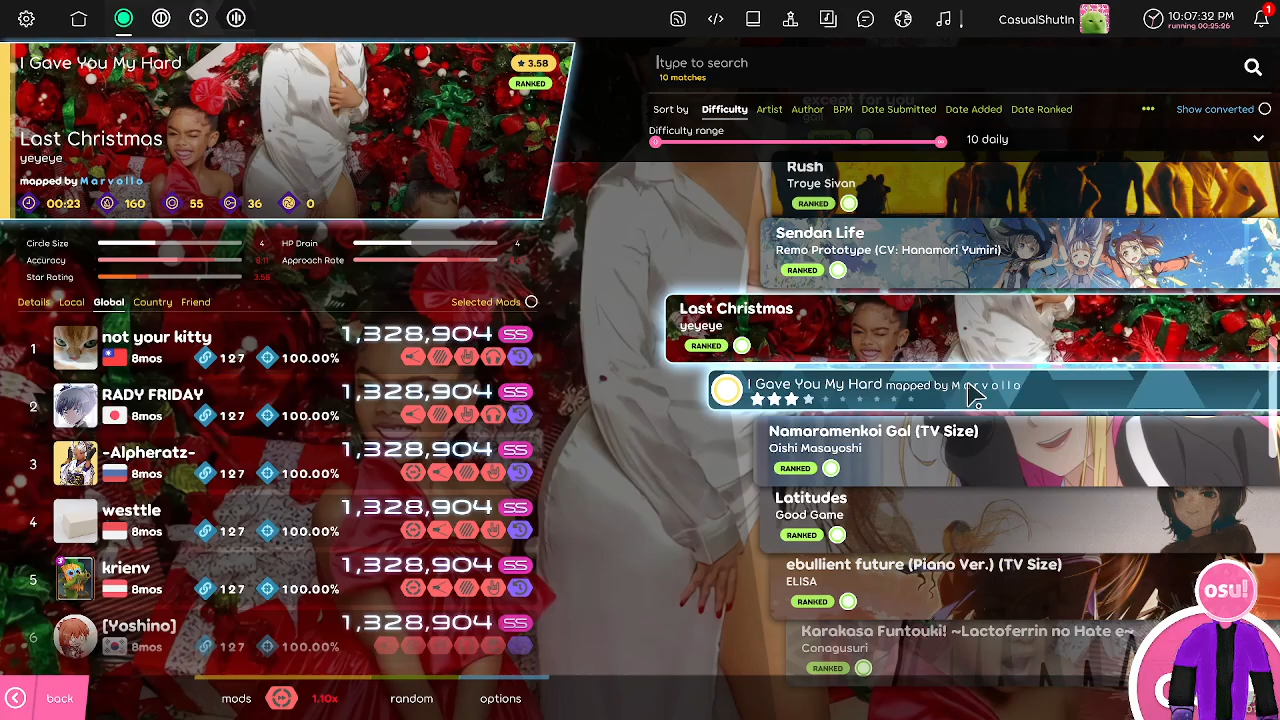 CasualShutIn
10:07:32 PM
running 00:25:26
1
I Gave You My Hard
3.58
RANKED
Last Christmas
yeyeye
mapped by Marvollo
00:23
160
55
36
0
type to search
10 matches
Sort by
Difficulty
Artist
Author
BPM
Date Submitted
Date Added
Date Ranked
Show converted
Difficulty range
10 daily
Circle Size
4
HP Drain
4
Accuracy
8.11
Approach Rate
Star Rating
3.58
Details
Local
Global
Country
Friend
Selected Mods
1
not your kitty
8mos
127
100.00%
1,328,904
SS
2
RADY FRIDAY
8mos
127
100.00%
1,328,904
SS
3
-Alpheratz-
8mos
127
100.00%
1,328,904
SS
4
westtle
8mos
127
100.00%
1,328,904
SS
5
krienv
8mos
127
100.00%
1,328,904
SS
6
[Yoshino]
8mos
127
100.00%
1,328,904
SS
except for you
Rush
Troye Sivan
RANKED
Sendan Life
Remo Prototype (CV: Hanamori Yumiri)
RANKED
Last Christmas
yeyeye
RANKED
I Gave You My Hard mapped by Marvollo
Namaramenkoi Gal (TV Size)
Oishi Masayoshi
RANKED
Latitudes
Good Game
RANKED
ebullient future (Piano Ver.) (TV Size)
ELISA
RANKED
Karakasa Funtouki! ~Lactoferrin no Hate e~
Conagusuri
RANKED
osu!
back
mods
1.10x
random
options